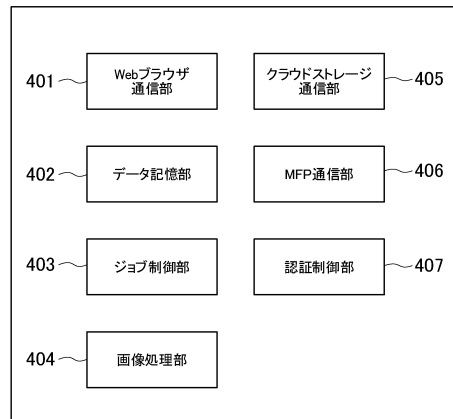 401
Webブラウザ
通信部
クラウドストレージ
通信部
405
402
データ記憶部
MFP通信部
406
403
ジョブ制御部
認証制御部
407
404
画像処理部